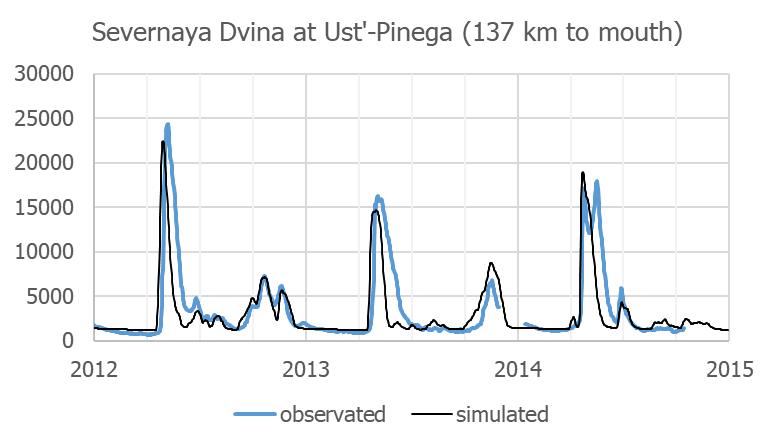 Severnaya Dvina at Ust'-Pinega (137 km to mouth)
30000
25000
20000
15000
10000
5000
0
2012 2013 2014 2015
observated simulated